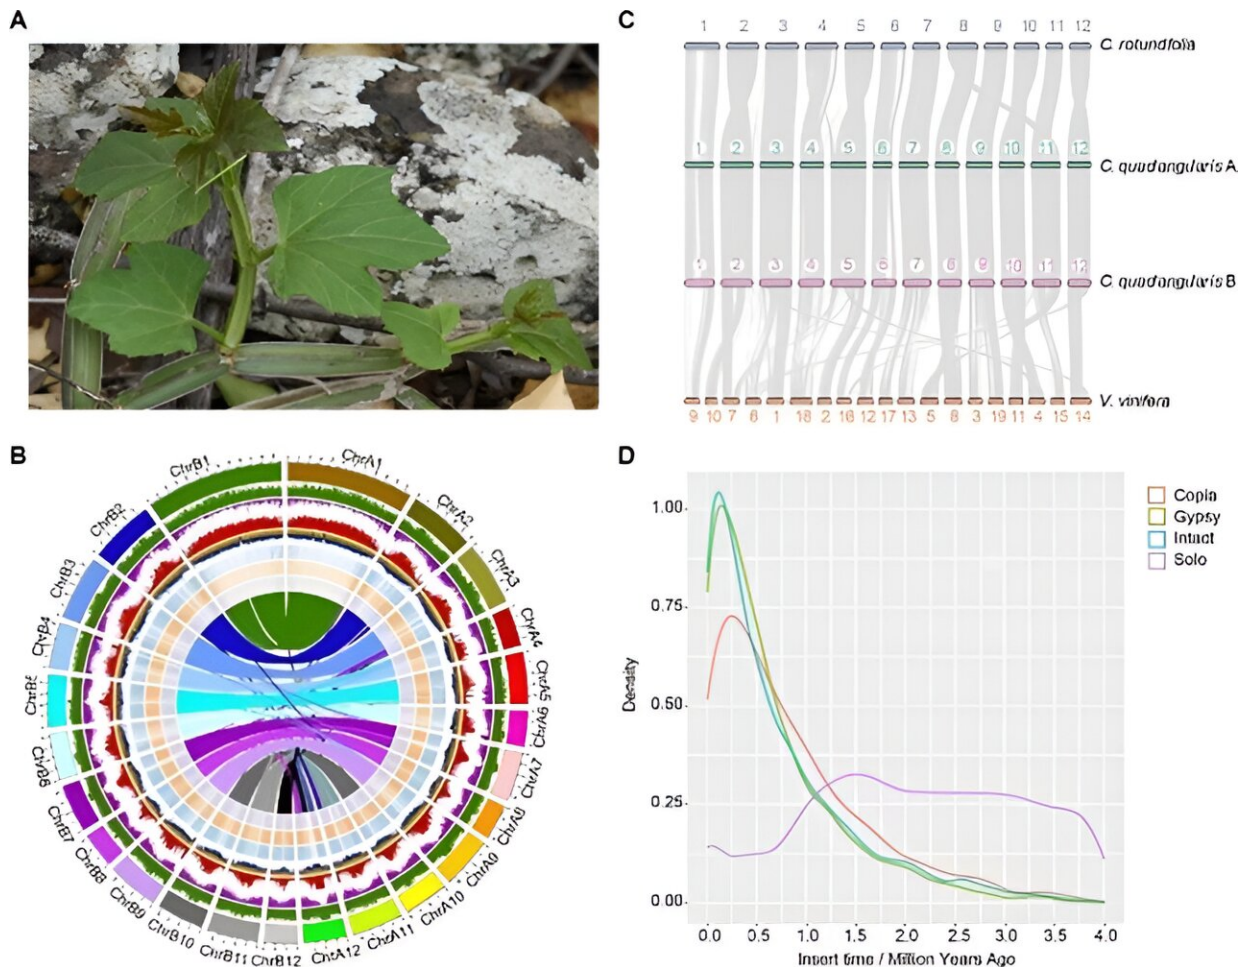 A
C
1 2 3 4 5 6 7 8 9 10 11 12
C. rotundfolia
1 2 3 4 5 6 7 8 9 10 11 12
C. quadangularis A
1 2 3 4 5 6 7 8 9 10 11 12
C. quadangularis B
V. vinifera
9 10 7 6 1 18 2 16 12 17 13 5 8 3 19 11 4 15 14
B
ChrB1
ChrA1
ChrB2
ChrA2
ChrB3
ChrA3
ChrB4
ChrA4
ChrB5
ChrA5
ChrB6
ChrA6
ChrB7
ChrA7
ChrB8
ChrA8
ChrB9
ChrA9
ChrB10
ChrA10
ChrB11
ChrA11
ChrB12
ChrA12
D
1.00
0.75
0.50
0.25
0.00
Density
0.0 0.5 1.0 1.5 2.0 2.5 3.0 3.5 4.0
Insert time / Million Years Ago
Copia
Gypsy
Intact
Solo